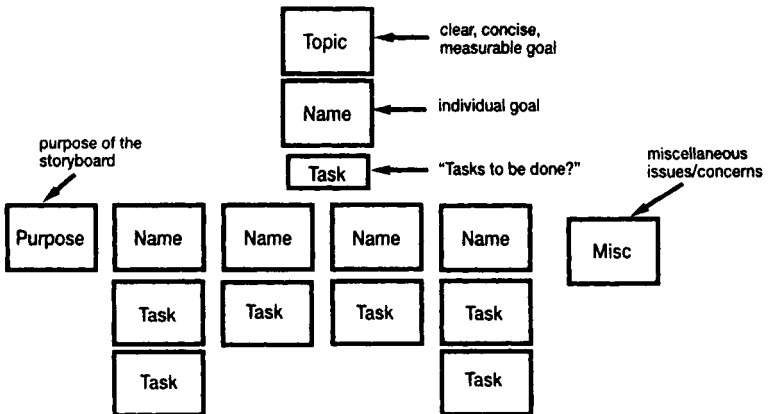 Topic
clear, concise,
measurable goal
Name
individual goal
Task
"Tasks to be done?"
purpose of the
storyboard
miscellaneous
issues/concerns
Purpose
Name
Name
Name
Name
Misc
Task
Task
Task
Task
Task
Task